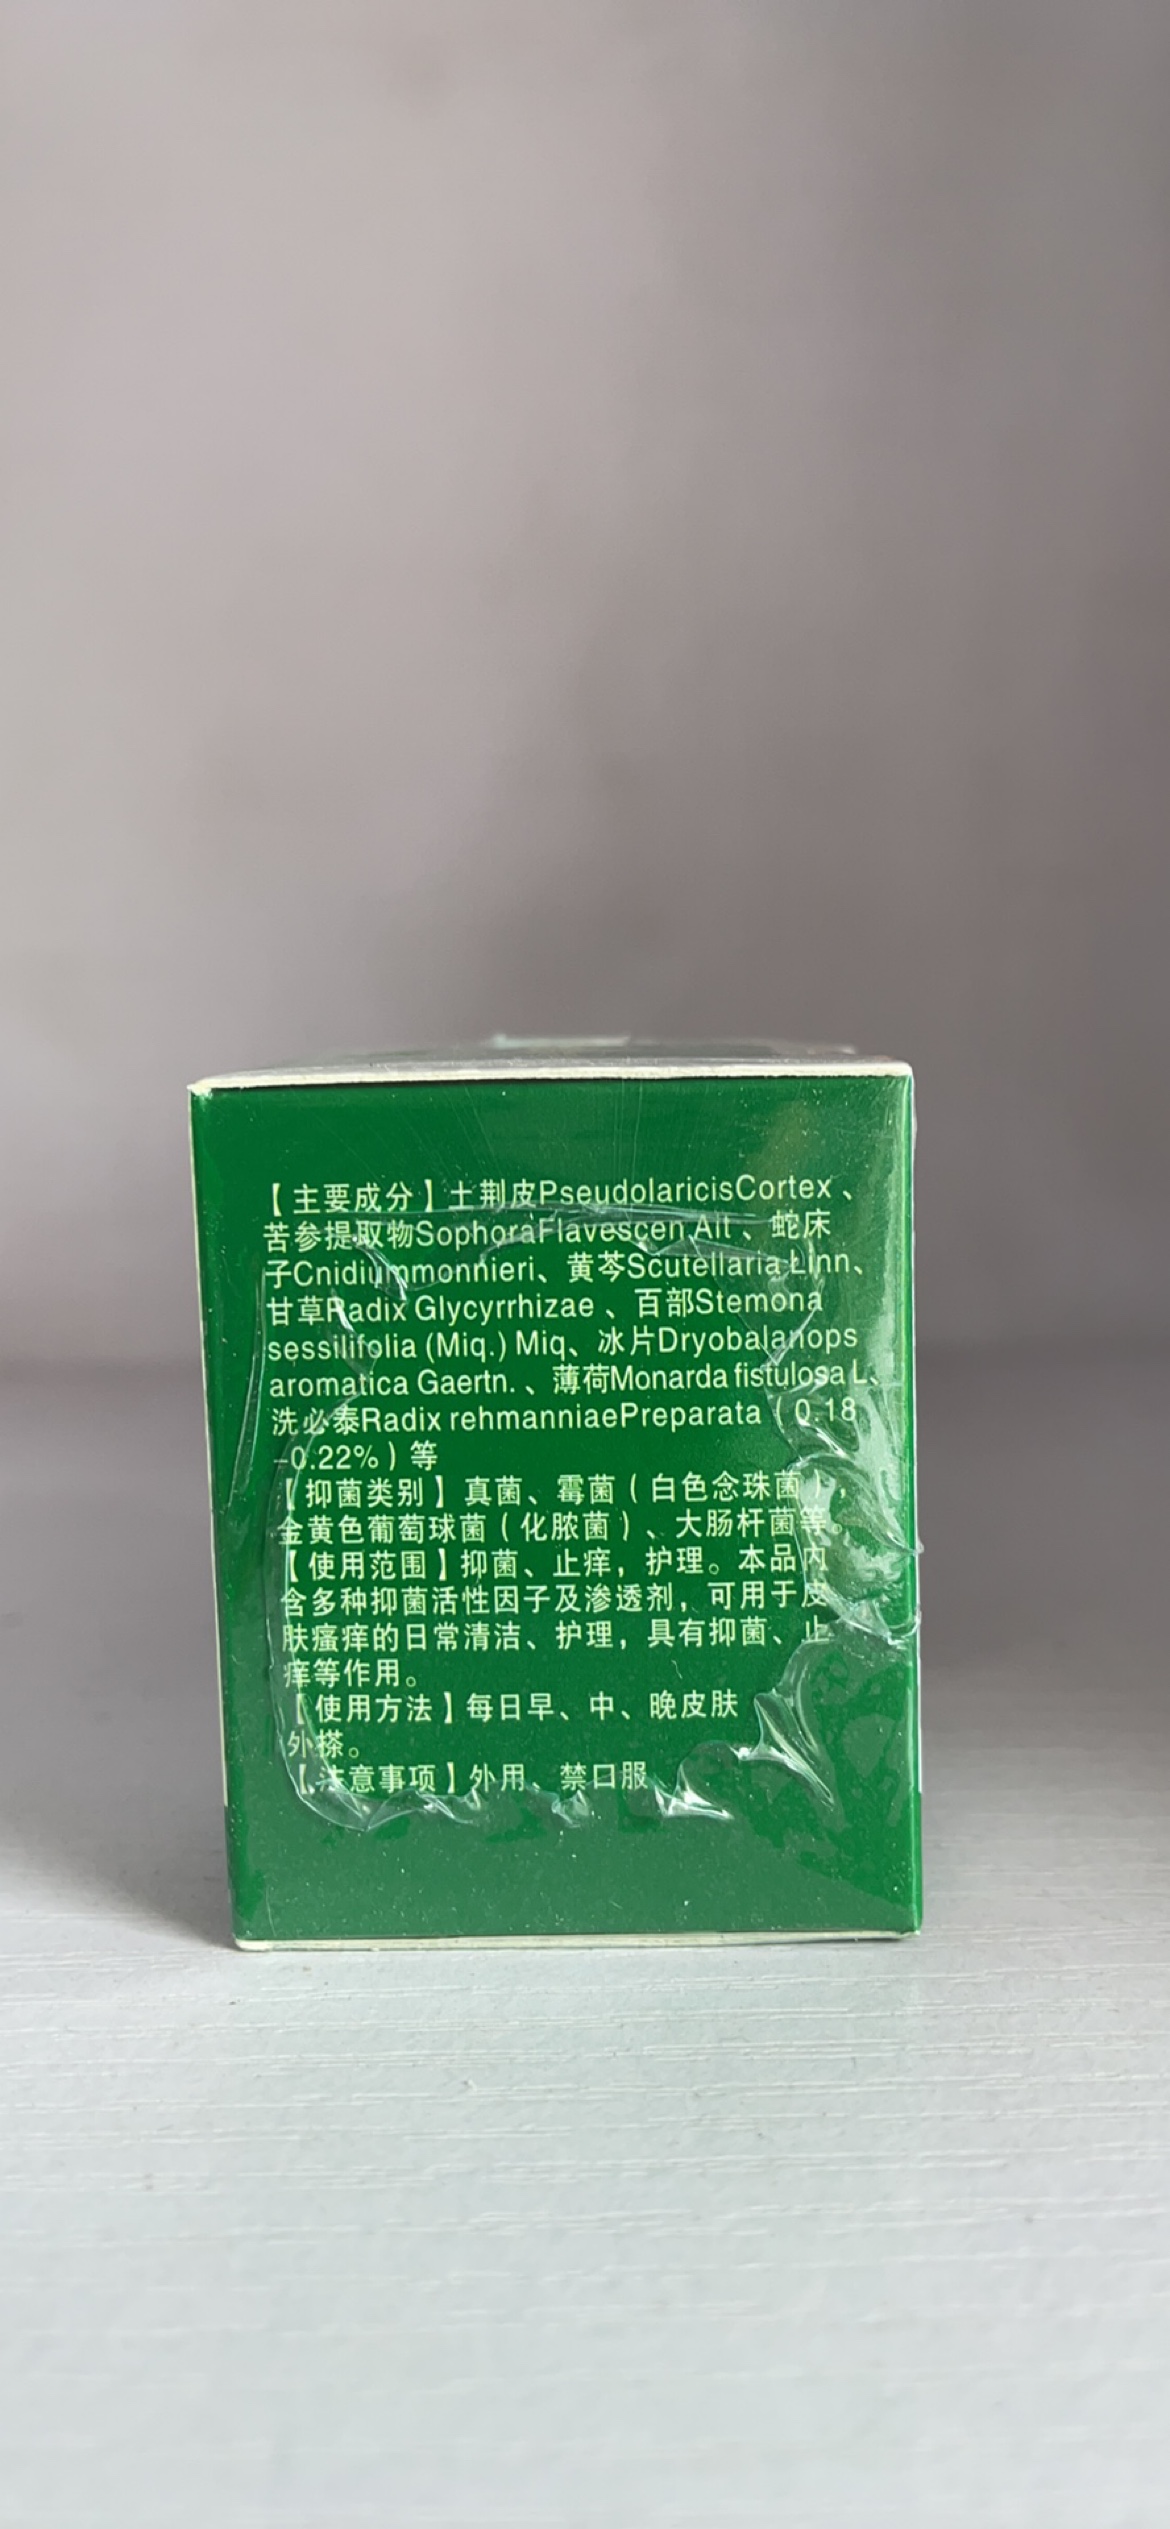 【主要成分】土荆皮PseudolaricisCortex、
苦参提取物SophoraFlavescen Ait、蛇床
子Cnidiummonnieri、黄芩Scutellaria Linn、
甘草Radix Glycyrrhizae、百部Stemona
sessilifolia (Miq.) Miq、冰片Dryobalanops
aromatica Gaertn.、薄荷Monarda fistulosa L、
洗必泰Radix rehmanniaePreparata（0.18
-0.22%）等
【抑菌类别】真菌、霉菌（白色念珠菌），
金黄色葡萄球菌（化脓菌）、大肠杆菌等。
【使用范围】抑菌、止痒，护理。本品内
含多种抑菌活性因子及渗透剂，可用于皮
肤瘙痒的日常清洁、护理，具有抑菌、止
痒等作用。
【使用方法】每日早、中、晚皮肤
外搽。
【注意事项】外用、禁口服